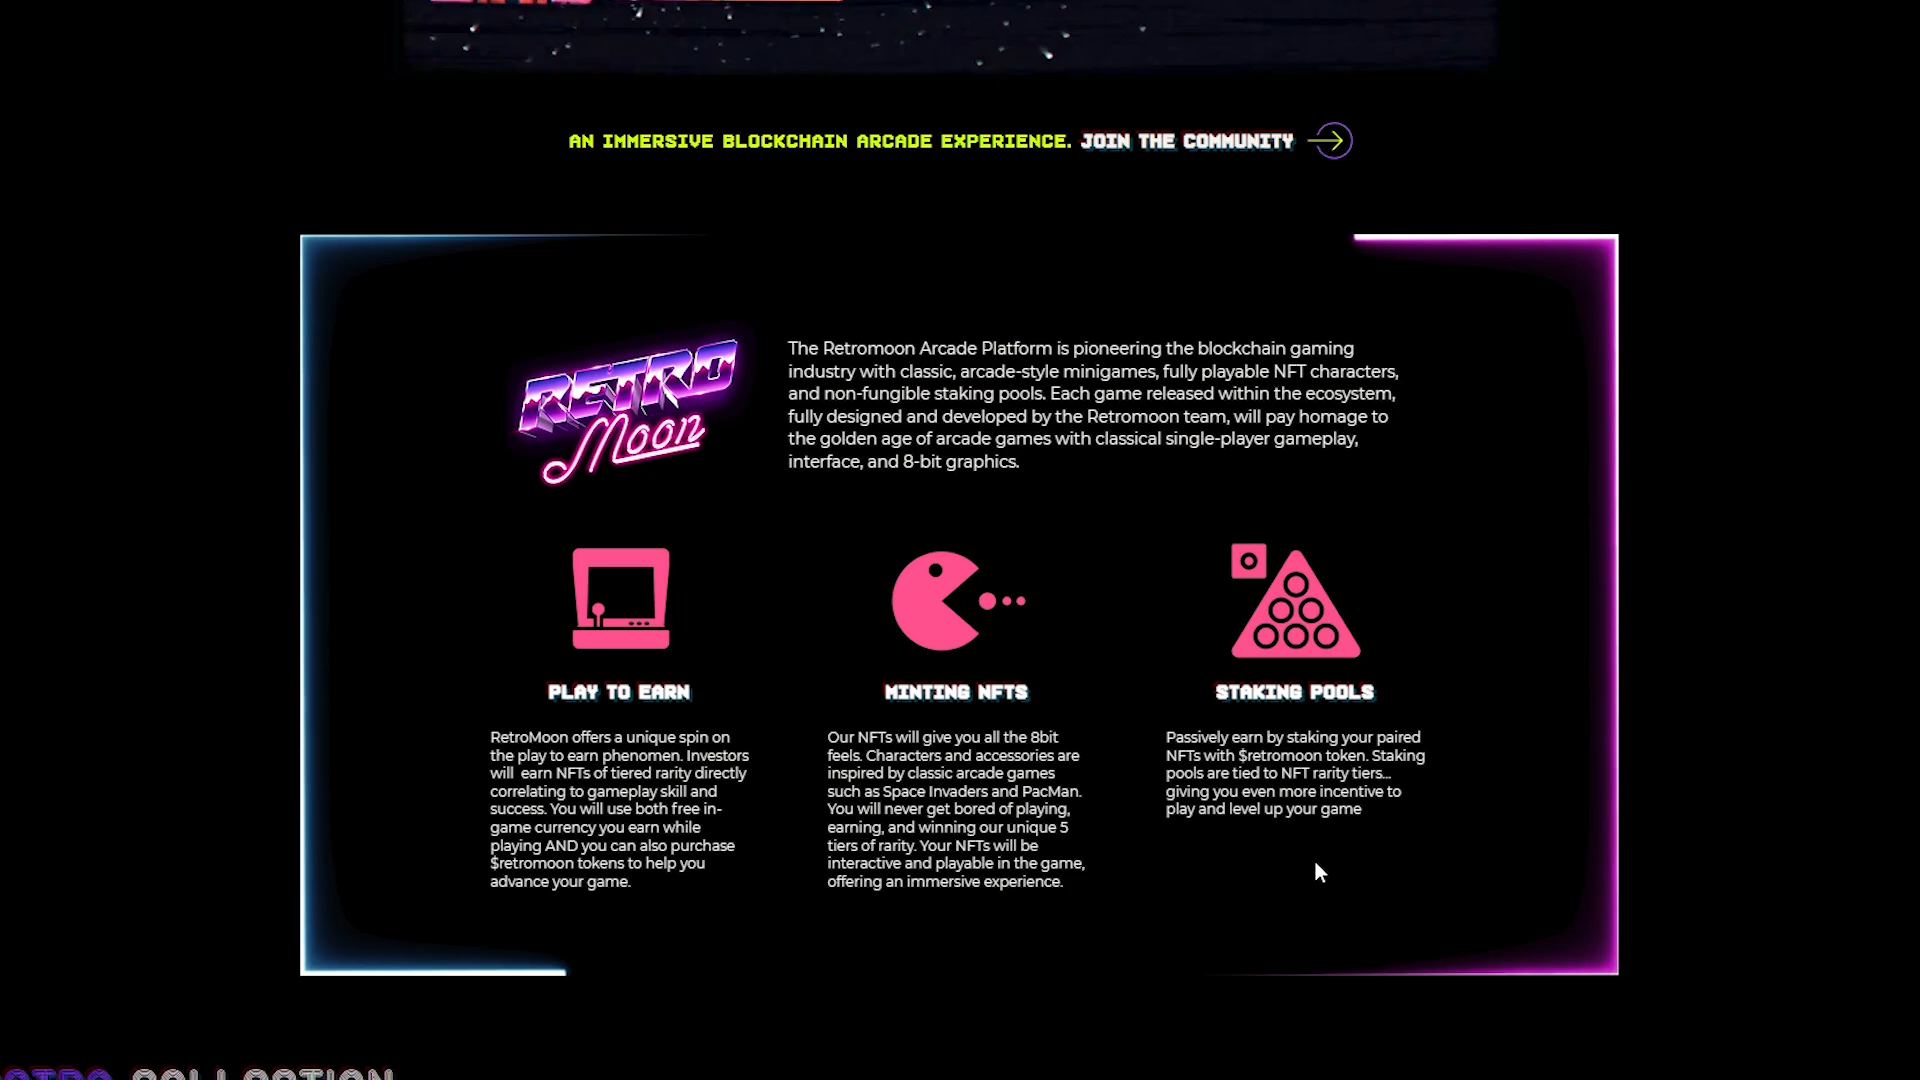 AN IMMERSIVE BLOCKCHAIN ARCADE EXPERIENCE. JOIN THE COMMUNITY
RETRO
Moon
The Retromoon Arcade Platform is pioneering the blockchain gaming
industry with classic, arcade-style minigames, fully playable NFT characters,
and non-fungible staking pools. Each game released within the ecosystem,
fully designed and developed by the Retromoon team, will pay homage to
the golden age of arcade games with classical single-player gameplay,
interface, and 8-bit graphics.
PLAY TO EARN
RetroMoon offers a unique spin on
the play to earn phenomen. Investors
will earn NFTs of tiered rarity directly
correlating to gameplay skill and
success. You will use both free in-
game currency you earn while
playing AND you can also purchase
$retromoon tokens to help you
advance your game.
MINTING NFTS
Our NFTs will give you all the 8bit
feels. Characters and accessories are
inspired by classic arcade games
such as Space Invaders and PacMan.
You will never get bored of playing,
earning, and winning our unique 5
tiers of rarity. Your NFTs will be
interactive and playable in the game,
offering an immersive experience.
STAKING POOLS
Passively earn by staking your paired
NFTs with $retromoon token. Staking
pools are tied to NFT rarity tiers...
giving you even more incentive to
play and level up your game
COLLECTION